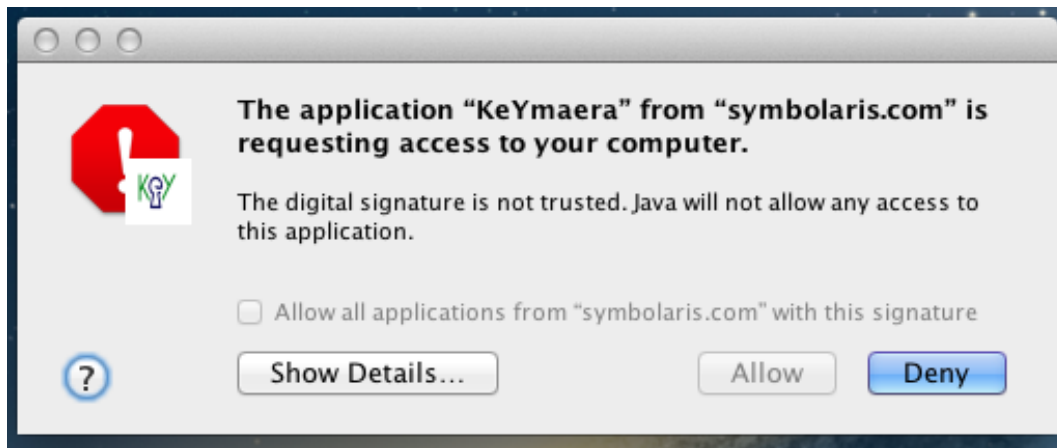 The application “KeYmaera” from “symbolaris.com” is
requesting access to your computer.
KeY
The digital signature is not trusted. Java will not allow any access to
this application.
Allow all applications from “symbolaris.com” with this signature
?
Show Details...
Allow
Deny